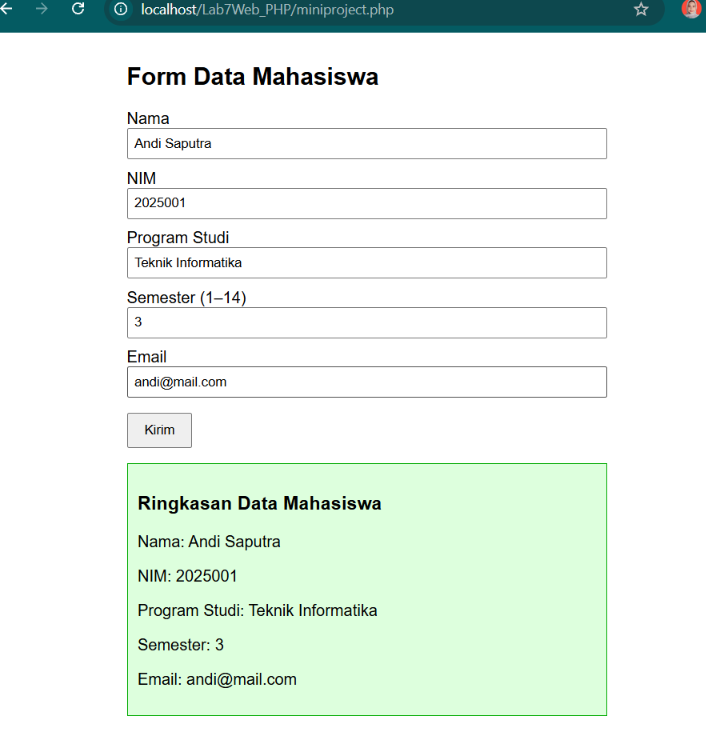 localhost/Lab7Web_PHP/miniproject.php
Form Data Mahasiswa
Nama
Andi Saputra
NIM
2025001
Program Studi
Teknik Informatika
Semester (1–14)
3
Email
andi@mail.com
Kirim
Ringkasan Data Mahasiswa
Nama: Andi Saputra
NIM: 2025001
Program Studi: Teknik Informatika
Semester: 3
Email: andi@mail.com